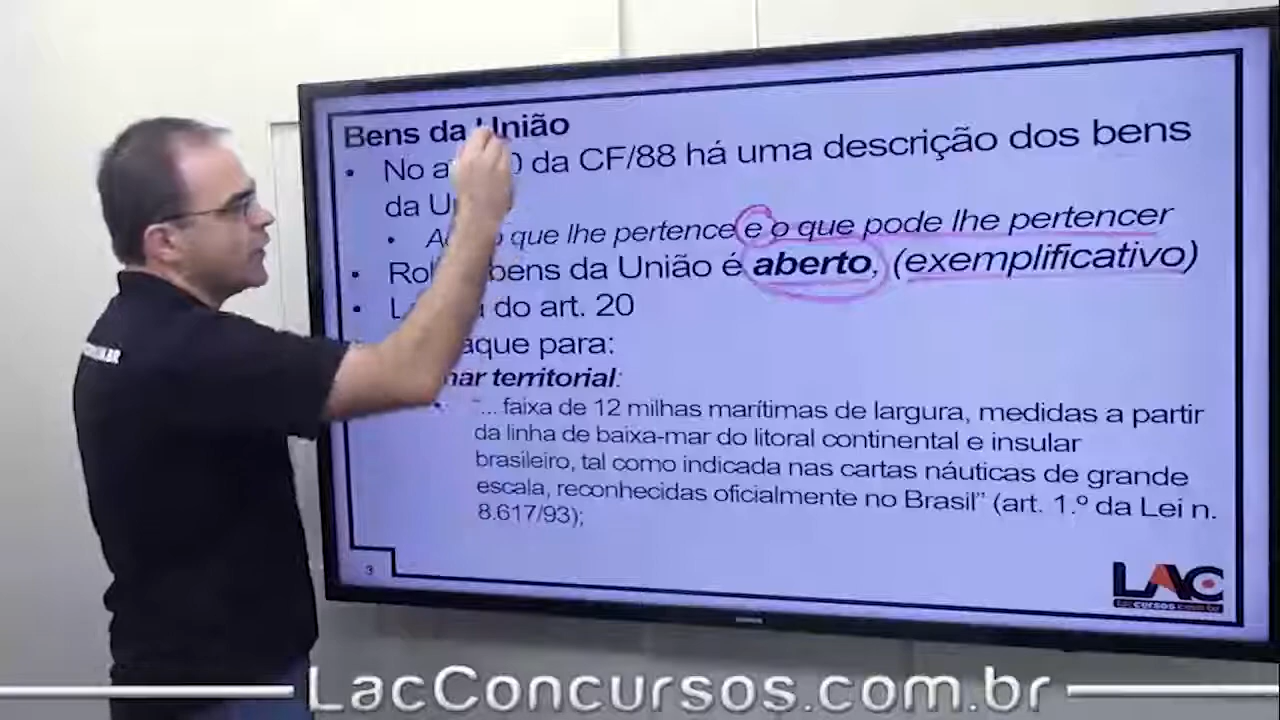 Bens da União
• No a 0 da CF/88 há uma descrição dos bens
da U
• que lhe pertence e o que pode lhe pertencer
• Rol bens da União é aberto, (exemplificativo)
• L do art. 20
aque para:
mar territorial:
• "... faixa de 12 milhas marítimas de largura, medidas a partir
da linha de baixa-mar do litoral continental e insular
brasileiro, tal como indicada nas cartas náuticas de grande
escala, reconhecidas oficialmente no Brasil" (art. 1.º da Lei n.
8.617/93);
3
LAC
cursos.com.br
LacConcursos.com.br